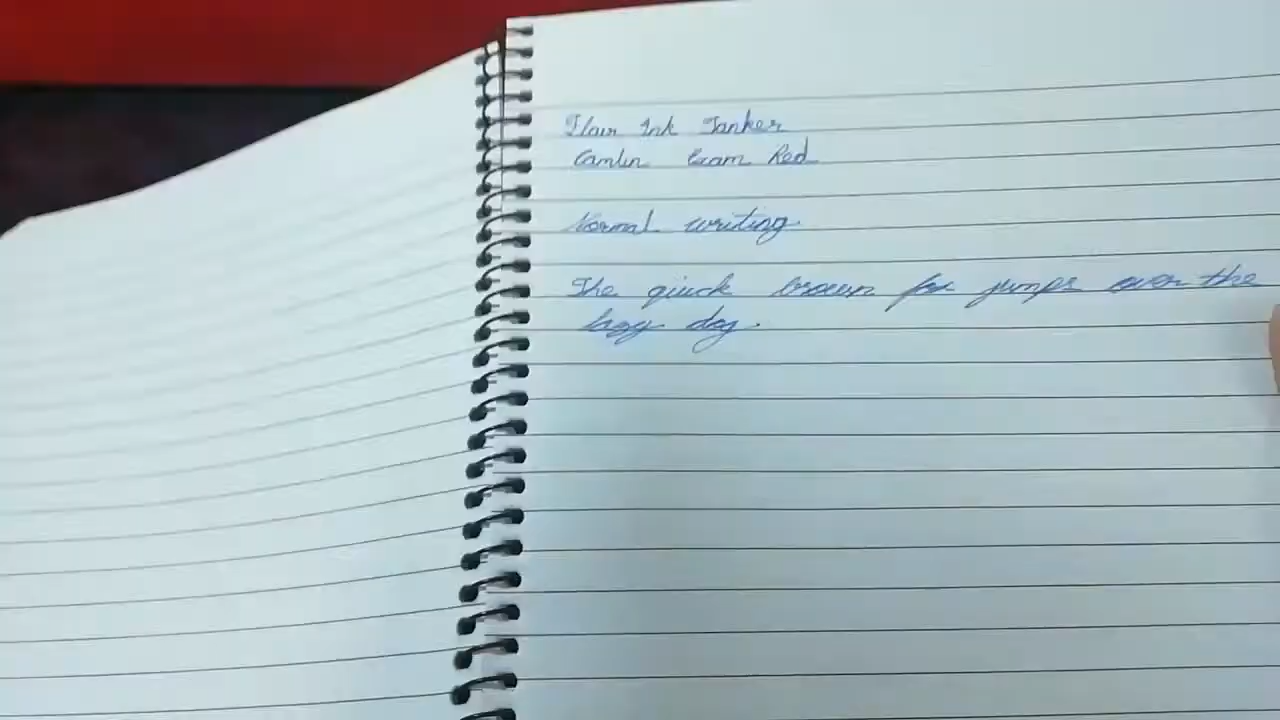 Flair Ink Tanker
Camlin Exam Red
Normal writing
The quick brown fox jumps over the
lazy dog.